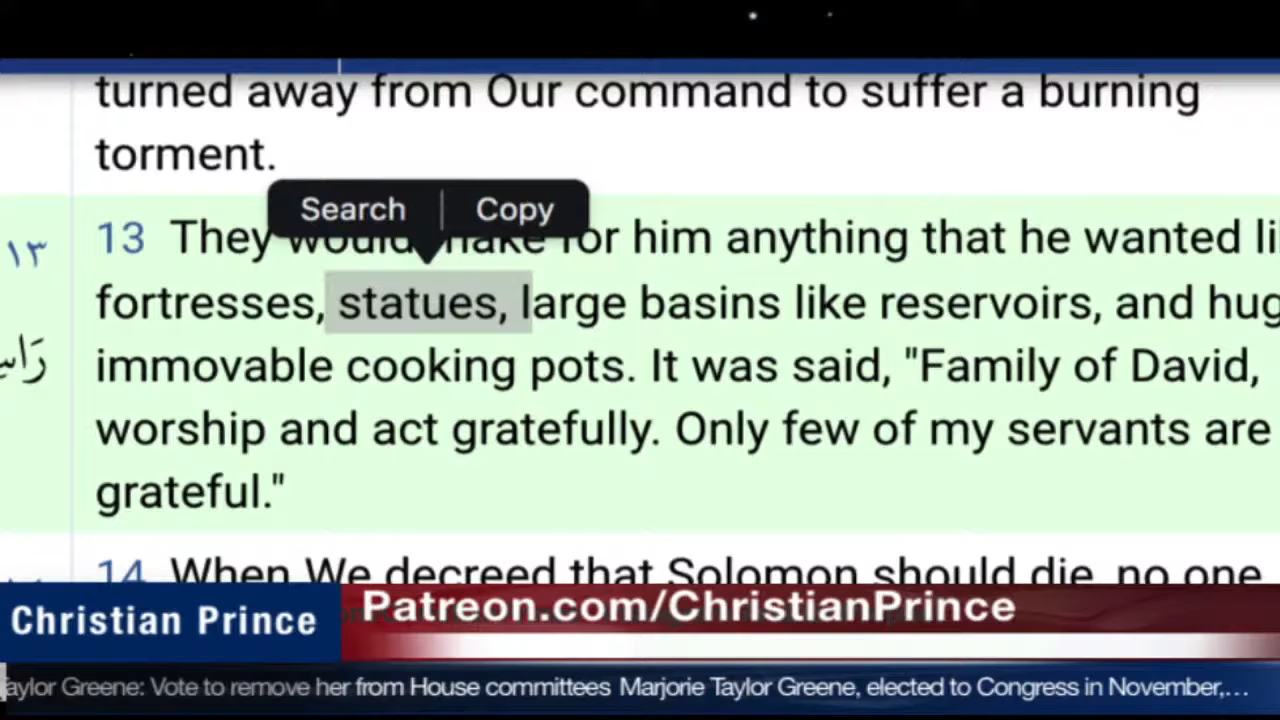 turned away from Our command to suffer a burning
torment.
Search Copy
١٣
13 They would make for him anything that he wanted li
fortresses, statues, large basins like reservoirs, and hug
immovable cooking pots. It was said, "Family of David,
worship and act gratefully. Only few of my servants are
grateful."
14 When We decreed that Solomon should die, no one
Christian Prince
Patreon.com/ChristianPrince
aylor Greene: Vote to remove her from House committees Marjorie Taylor Greene, elected to Congress in November,...